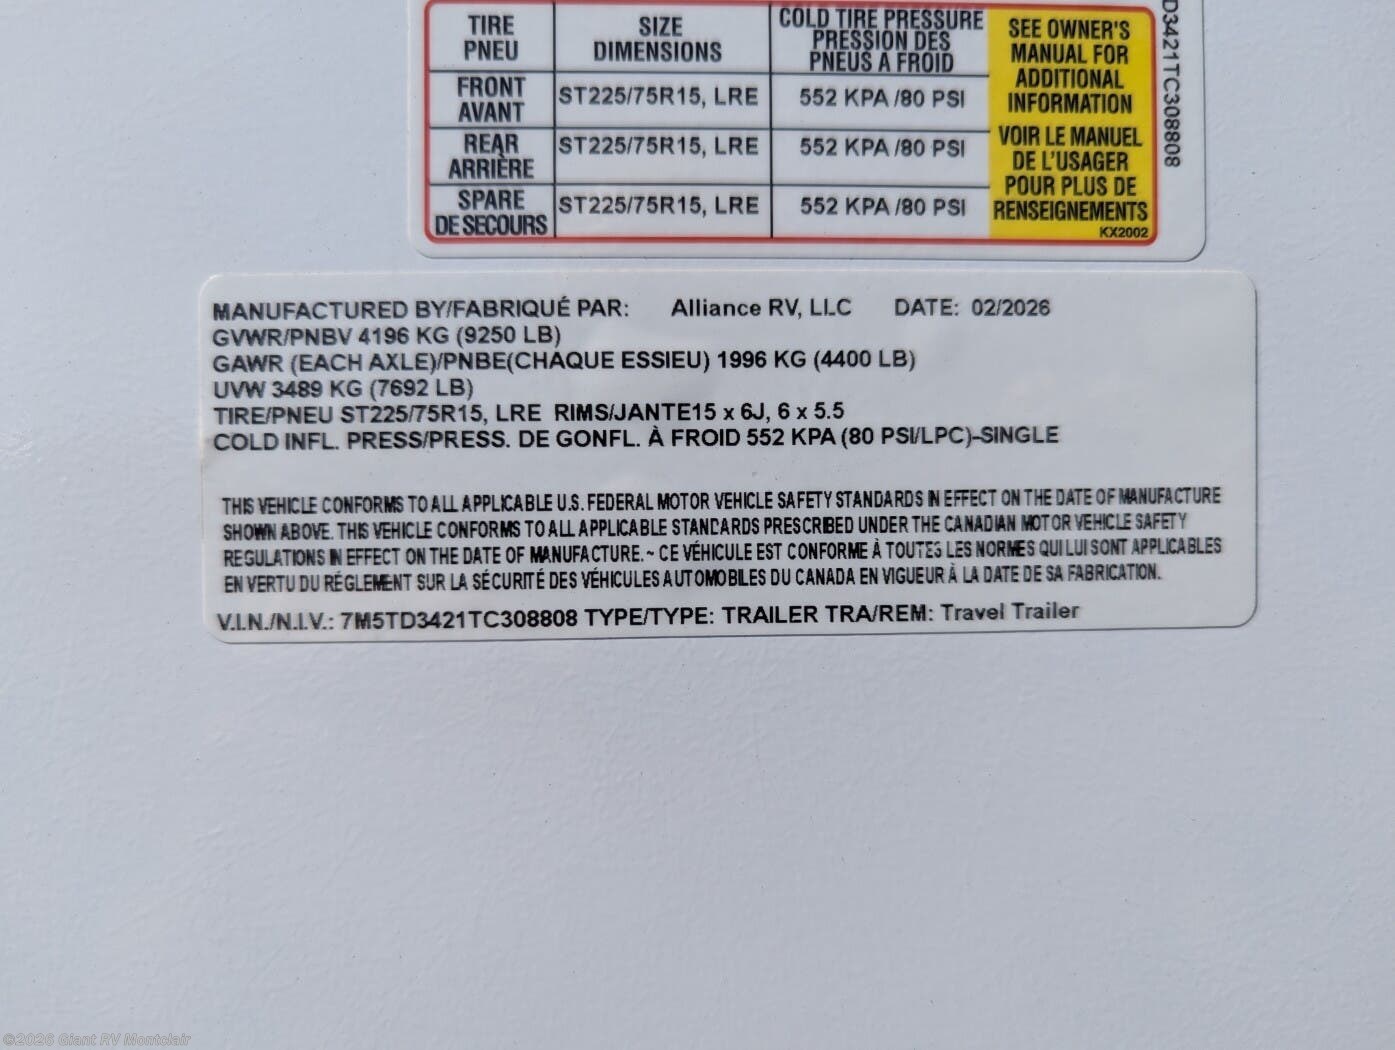 TIRE SIZE COLD TIRE PRESSURE SEE OWNER'S
PNEU DIMENSIONS PRESSION DES MANUAL FOR
PNEUS A FROID ADDITIONAL
INFORMATION
FRONT ST225/75R15, LRE 552 KPA /80 PSI
AVANT
REAR ST225/75R15, LRE 552 KPA /80 PSI VOIR LE MANUEL
ARRIÈRE DE L'USAGER
POUR PLUS DE
SPARE ST225/75R15, LRE 552 KPA /80 PSI RENSEIGNEMENTS
DE SECOURS KX2002
D3421TC308808
MANUFACTURED BY/FABRIQUÉ PAR: Alliance RV, LLC DATE: 02/2026
GVWR/PNBV 4196 KG (9250 LB)
GAWR (EACH AXLE)/PNBE(CHAQUE ESSIEU) 1996 KG (4400 LB)
UVW 3489 KG (7692 LB)
TIRE/PNEU ST225/75R15, LRE RIMS/JANTE15 x 6J, 6 x 5.5
COLD INFL. PRESS/PRESS. DE GONFL. À FROID 552 KPA (80 PSI/LPC)-SINGLE
THIS VEHICLE CONFORMS TO ALL APPLICABLE U.S. FEDERAL MOTOR VEHICLE SAFETY STANDARDS IN EFFECT ON THE DATE OF MANUFACTURE
SHOWN ABOVE. THIS VEHICLE CONFORMS TO ALL APPLICABLE STANDARDS PRESCRIBED UNDER THE CANADIAN MOTOR VEHICLE SAFETY
REGULATIONS IN EFFECT ON THE DATE OF MANUFACTURE. ~ CE VÉHICULE EST CONFORME À TOUTES LES NORMES QUI LUI SONT APPLICABLES
EN VERTU DU RÉGLEMENT SUR LA SÉCURITÉ DES VÉHICULES AUTOMOBILES DU CANADA EN VIGUEUR À LA DATE DE SA FABRICATION.
V.I.N./N.I.V.: 7M5TD3421TC308808 TYPE/TYPE: TRAILER TRA/REM: Travel Trailer
©2026 Giant RV Montclair